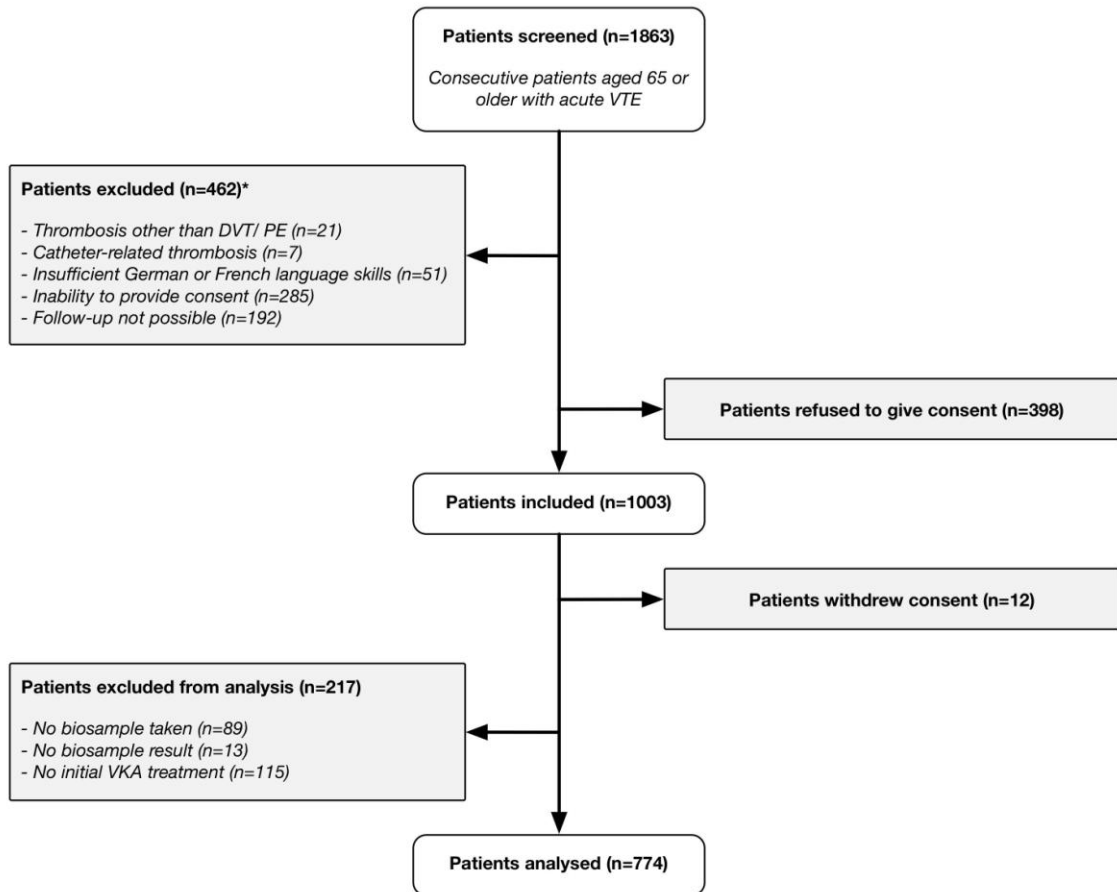 Patients screened (n=1863)
Consecutive patients aged 65 or
older with acute VTE
Patients excluded (n=462)*
- Thrombosis other than DVT/ PE (n=21)
- Catheter-related thrombosis (n=7)
- Insufficient German or French language skills (n=51)
- Inability to provide consent (n=285)
- Follow-up not possible (n=192)
Patients refused to give consent (n=398)
Patients included (n=1003)
Patients withdrew consent (n=12)
Patients excluded from analysis (n=217)
- No biosample taken (n=89)
- No biosample result (n=13)
- No initial VKA treatment (n=115)
Patients analysed (n=774)